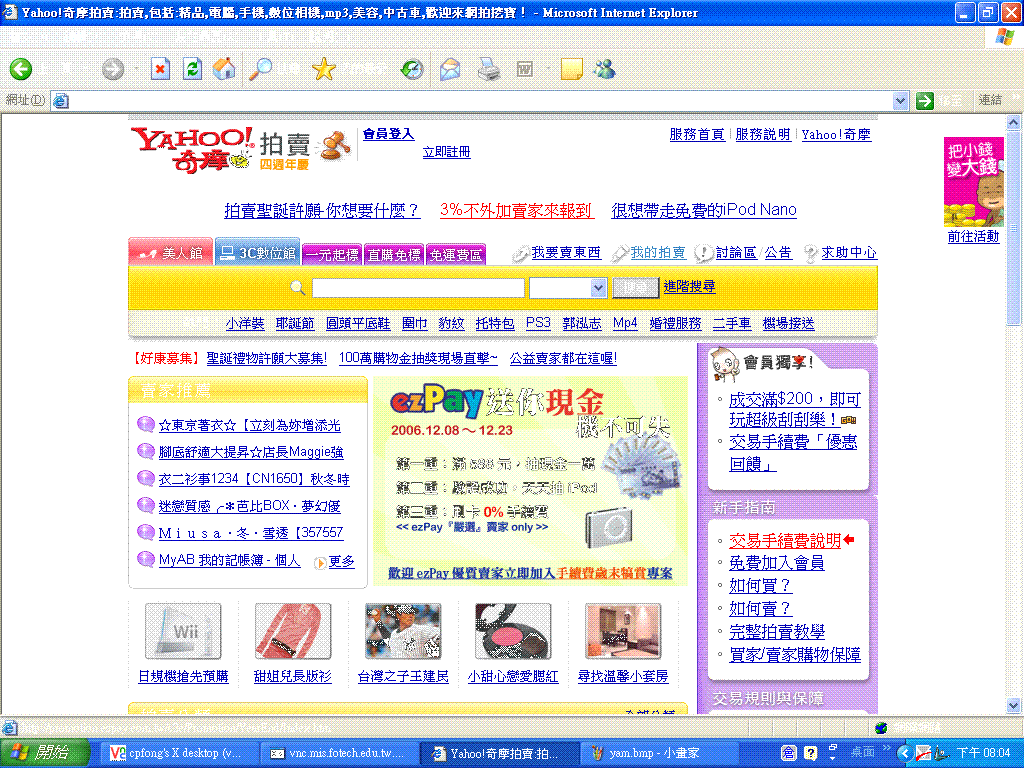 Yahoo!奇摩拍賣:拍賣,包括:精品,電腦,手機,數位相機,mp3,美容,中古車,歡迎來網拍挖寶！ - Microsoft Internet Explorer
網址(D)
連結
YAHOO! 奇摩 拍賣 四週年慶
會員登入
立即註冊
服務首頁 | 服務說明 | Yahoo!奇摩
把小錢變大錢
前往活動
拍賣聖誕許願-你想要什麼？ 3%不外加賣家來報到 很想帶走免費的iPod Nano
美人館 3C數位館 一元起標 直購免標 免運費區
我要賣東西 我的拍賣 討論區/公告 求助中心
進階搜尋
小洋裝 耶誕節 圓頭平底鞋 圍巾 豹紋 托特包 PS3 郭泓志 Mp4 婚禮服務 二手車 機場接送
【好康募集】聖誕禮物許願大募集! 100萬購物金抽獎現場直擊~ 公益賣家都在這喔!
賣家推薦
☆東京著衣☆【立刻為妳增添光
腳底舒適大提昇☆店長Maggie強
衣二衫事1234【CN1650】秋冬時
迷戀質感╭＊芭比BOX‧夢幻優
Ｍｉｕｓａ‧冬‧雪透【357557
MyAB 我的記帳簿 - 個人
更多
ezPay送你現金
機不可失
2006.12.08～12.23
第一重：滿 888 元，抽現金一萬
天天抽 iPod
第三重：刷卡 0% 手續費
<< ezPay『嚴選』賣家 only >>
歡迎 ezPay 優質賣家立即加入手續費歲末犒賞專案
會員獨享!
成交滿$200，即可
玩超級刮刮樂！
交易手續費「優惠
回饋」
新手指南
交易手續費說明
免費加入會員
如何買？
如何賣？
完整拍賣教學
買家/賣家購物保障
交易規則與保障
Wii
日規機搶先預購
甜姐兒長版衫
台灣之子王建民
小甜心戀愛腮紅
尋找溫馨小套房
開始
cpfong's X desktop (v...
vnc.mis.fotech.edu.tw...
Yahoo!奇摩拍賣:拍...
yam.bmp - 小畫家
桌面
下午 08:04